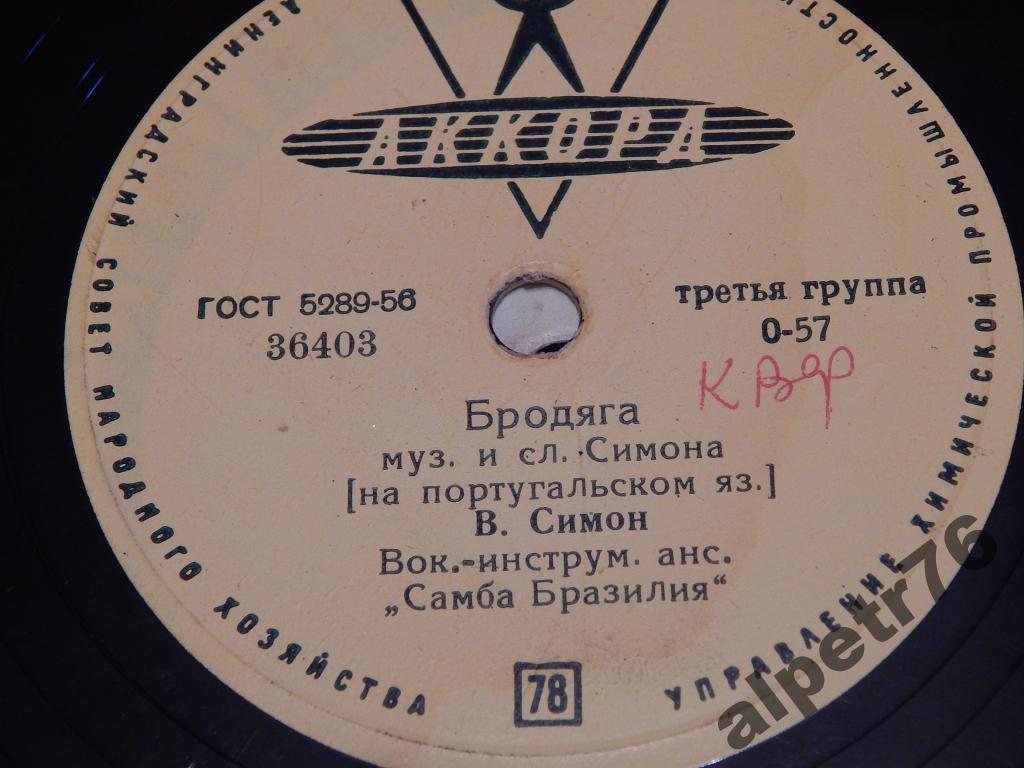 АККОРД
ЛЕНИНГРАДСКИЙ СОВЕТ НАРОДНОГО ХОЗЯЙСТВА
УПРАВЛЕНИЕ ХИМИЧЕСКОЙ ПРОМЫШЛЕННОСТИ
ГОСТ 5289-56
36403
третья группа
0-57
Бродяга
муз. и сл. Симона
[на португальском яз.]
В. Симон
Вок.-инструм. анс.
„Самба Бразилия“
78
alpetr76